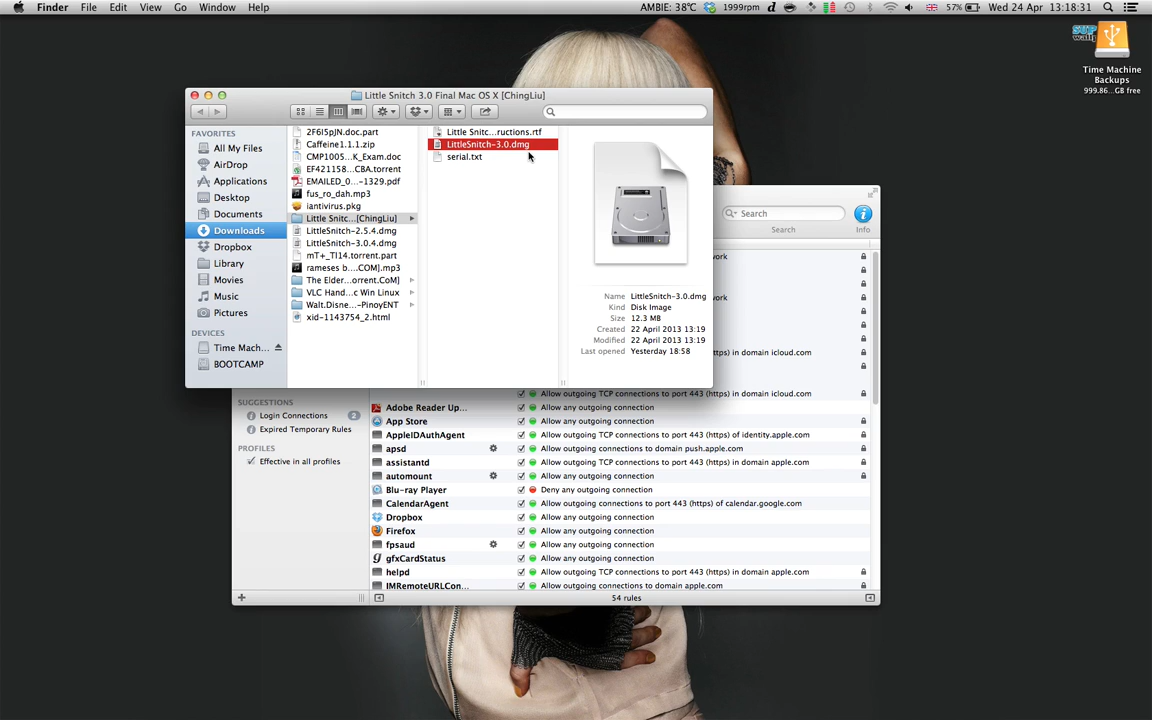 Finder File Edit View Go Window Help AMBIE: 38°C 1999rpm 57% Wed 24 Apr 13:18:31
SUP
Time Machine
Backups
999.86...GB free
Little Snitch 3.0 Final Mac OS X [ChingLiu]
FAVORITES
All My Files
AirDrop
Applications
Desktop
Documents
Downloads
Dropbox
Library
Movies
Music
Pictures
DEVICES
Time Mach...
BOOTCAMP
2F6I5pJN.doc.part
Caffeine1.1.1.zip
CMP1005...K_Exam.doc
EF421158...CBA.torrent
EMAILED_0...-1329.pdf
fus_ro_dah.mp3
iantivirus.pkg
Little Snitc...[ChingLiu]
LittleSnitch-2.5.4.dmg
LittleSnitch-3.0.4.dmg
mT+_TI14.torrent.part
rameses b....COM].mp3
The Elder...orrent.CoM]
VLC Hand...c Win Linux
Walt.Disne...-PinoyENT
xid-1143754_2.html
Little Snitc...ructions.rtf
LittleSnitch-3.0.dmg
serial.txt
Name LittleSnitch-3.0.dmg
Kind Disk Image
Size 12.3 MB
Created 22 April 2013 13:19
Modified 22 April 2013 13:19
Last opened Yesterday 18:58
Search
Search Info
work
work
) in domain icloud.com
Allow outgoing TCP connections to port 443 (https) in domain icloud.com
SUGGESTIONS
Login Connections 2
Expired Temporary Rules
PROFILES
Effective in all profiles
Adobe Reader Up... Allow any outgoing connection
App Store Allow any outgoing connection
AppleIDAuthAgent Allow outgoing TCP connections to port 443 (https) of identity.apple.com
apsd Allow outgoing connections to domain push.apple.com
assistantd Allow outgoing TCP connections to port 443 (https) in domain apple.com
automount Allow any outgoing connection
Blu-ray Player Deny any outgoing connection
CalendarAgent Allow outgoing connections to port 443 (https) of calendar.google.com
Dropbox Allow any outgoing connection
Firefox Allow any outgoing connection
fpsaud Allow any outgoing connection
gfxCardStatus Allow any outgoing connection
helpd Allow outgoing TCP connections to port 443 (https) in domain apple.com
IMRemoteURLCon... Allow outgoing connections to domain apple.com
54 rules